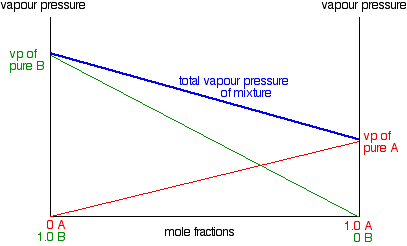 vapour pressure
vapour pressure
vp of
pure B
total vapour pressure
of mixture
vp of
pure A
0 A
1.0 B
mole fractions
1.0 A
0 B